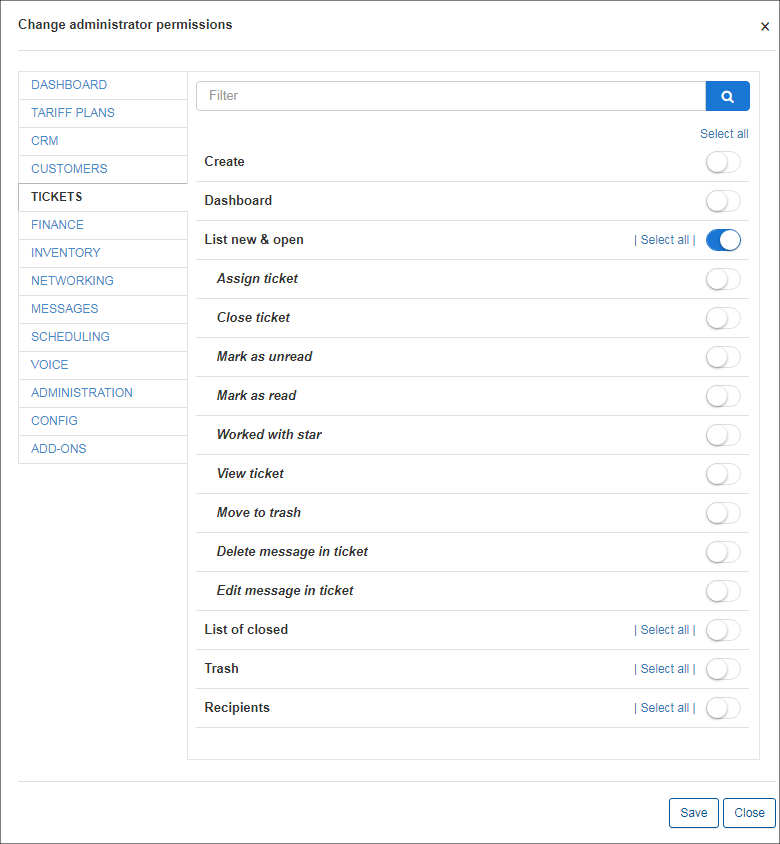 Change administrator permissions
×
DASHBOARD
TARIFF PLANS
CRM
CUSTOMERS
TICKETS
FINANCE
INVENTORY
NETWORKING
MESSAGES
SCHEDULING
VOICE
ADMINISTRATION
CONFIG
ADD-ONS
Filter
Select all
Create
Dashboard
List new & open | Select all |
Assign ticket
Close ticket
Mark as unread
Mark as read
Worked with star
View ticket
Move to trash
Delete message in ticket
Edit message in ticket
List of closed | Select all |
Trash | Select all |
Recipients | Select all |
Save Close